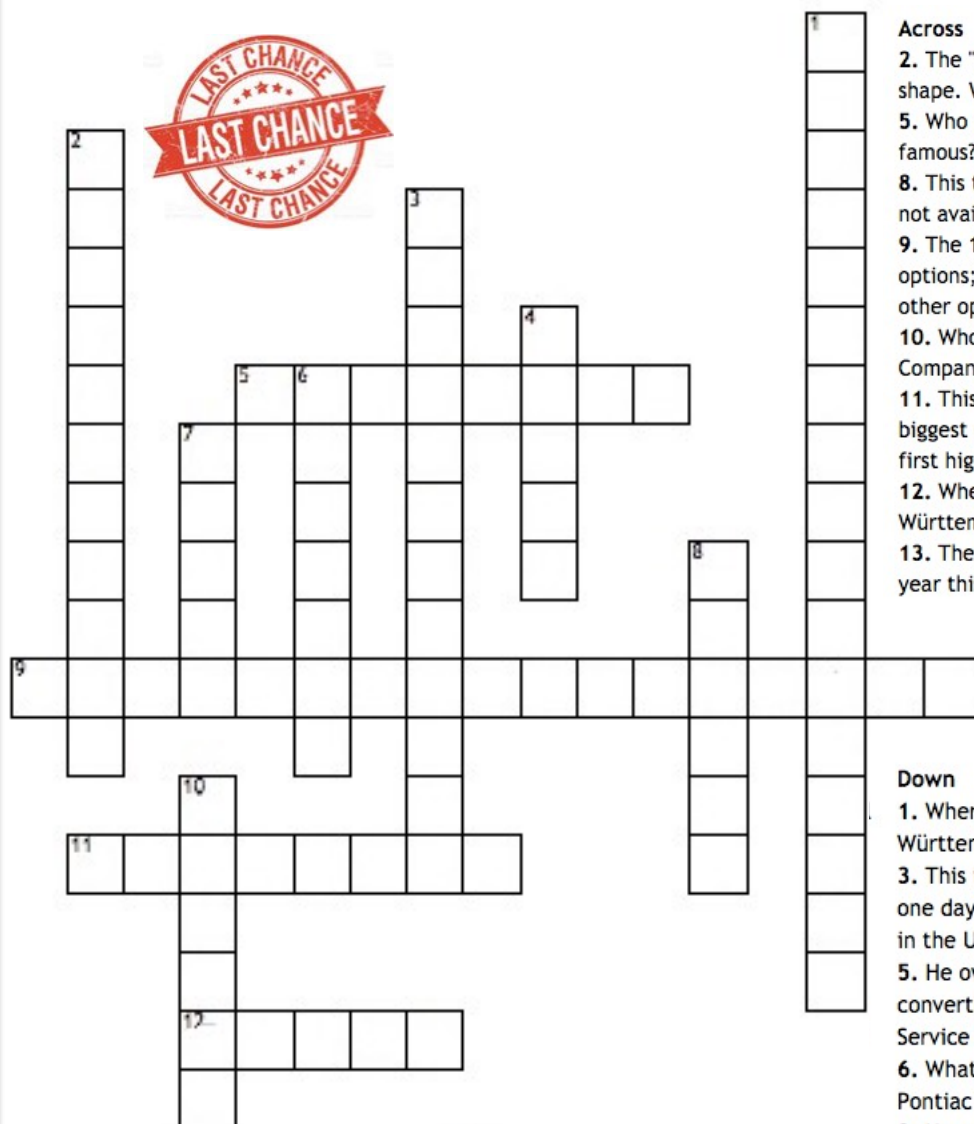 LAST CHANCE
LAST CHANCE
LAST CHANCE
1
2
3
4
5 6
7
8
9
10
11
12
Across
2. The "
shape.
5. Who
famous?
8. This
not avai
9. The 1
options;
other op
10. Who
Compan
11. This
biggest
first hig
12. Whe
Württe
13. The
year thi
Down
1. Wher
Württe
3. This
one day
in the U
5. He ov
convert
Service
6. What
Pontiac